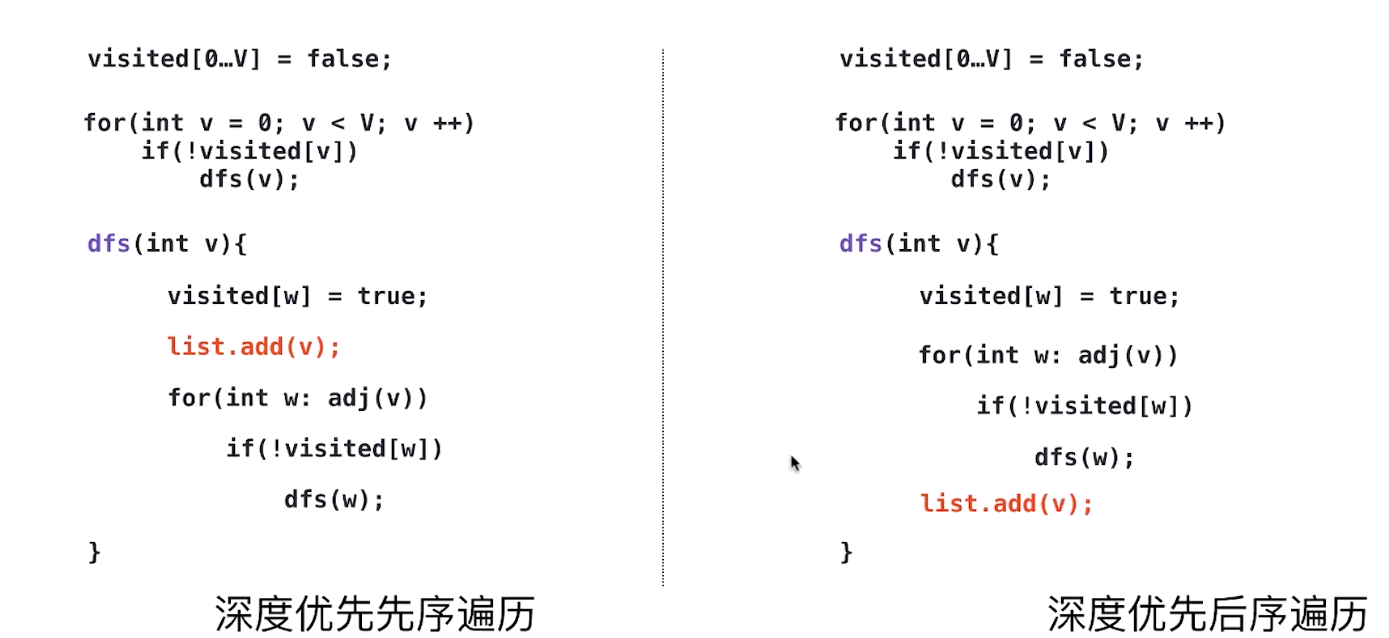 visited[0…V] = false;
for(int v = 0; v < V; v ++)
if(!visited[v])
dfs(v);
dfs(int v){
visited[w] = true;
list.add(v);
for(int w: adj(v))
if(!visited[w])
dfs(w);
}
深度优先先序遍历
visited[0…V] = false;
for(int v = 0; v < V; v ++)
if(!visited[v])
dfs(v);
dfs(int v){
visited[w] = true;
for(int w: adj(v))
if(!visited[w])
dfs(w);
list.add(v);
}
深度优先后序遍历